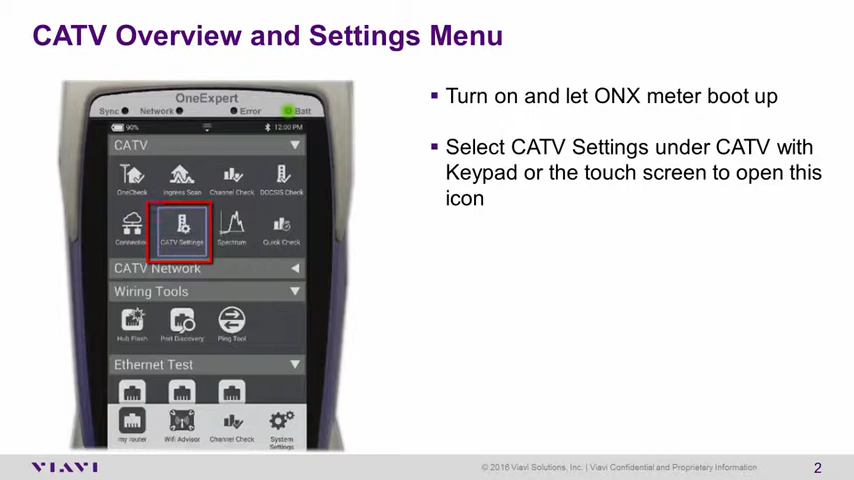 CATV Overview and Settings Menu
OneExpert
Sync Network Error Batt
90% 12:00 PM
CATV
OneCheck Ingress Scan Channel Check DOCSIS Check
Connection CATV Settings Spectrum Quick Check
CATV Network
Wiring Tools
Hub Flash Port Discovery Ping Tool
Ethernet Test
my router Wifi Advisor Channel Check System
Settings
▪ Turn on and let ONX meter boot up
▪ Select CATV Settings under CATV with
Keypad or the touch screen to open this
icon
VIAVI
© 2016 Viavi Solutions, Inc. | Viavi Confidential and Proprietary Information
2